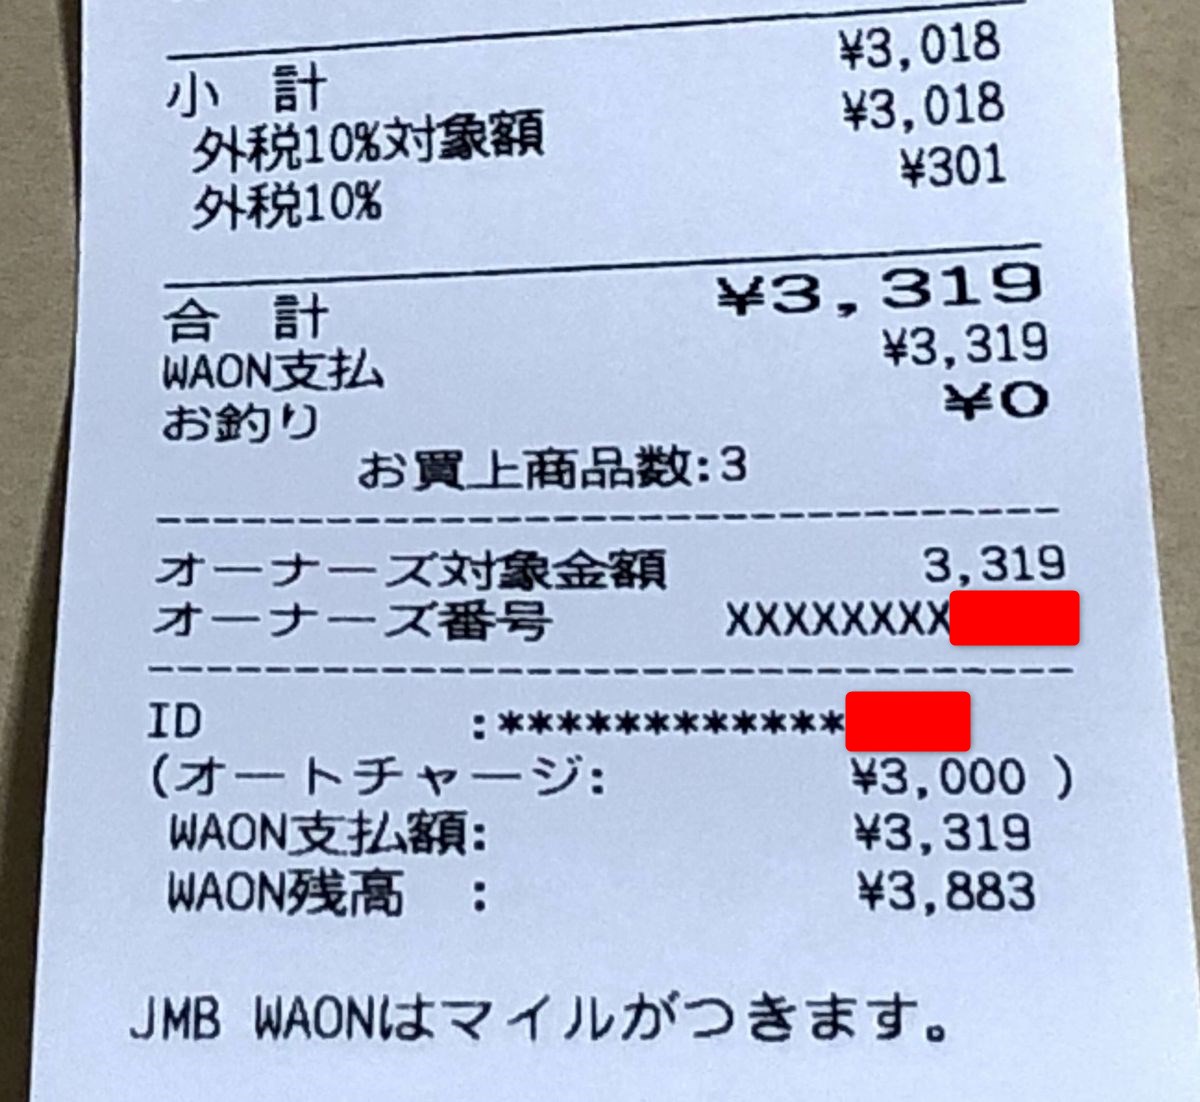 小 計 ¥3,018
外税10%対象額 ¥3,018
外税10% ¥301
合 計 ¥3,319
WAON支払 ¥3,319
お釣り ¥0
お買上商品数:3
オーナーズ対象金額 3,319
オーナーズ番号 XXXXXXXX
ID :************
(オートチャージ: ¥3,000 )
WAON支払額: ¥3,319
WAON残高 : ¥3,883
JMB WAONはマイルがつきます。